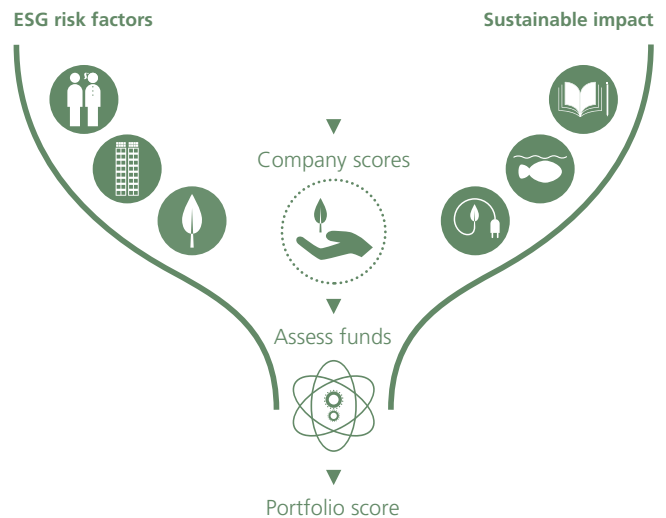 ESG risk factors
Sustainable impact
Company scores
Assess funds
Portfolio score